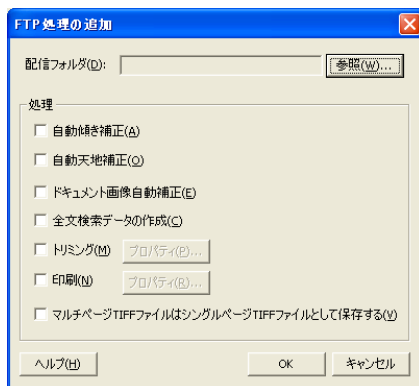 FTP処理の追加
配信フォルダ(D):
参照(W)...
処理
自動傾き補正(A)
自動天地補正(O)
ドキュメント画像自動補正(E)
全文検索データの作成(C)
トリミング(M) プロパティ(P)...
印刷(N) プロパティ(R)...
マルチページTIFFファイルはシングルページTIFFファイルとして保存する(V)
ヘルプ(H) OK キャンセル